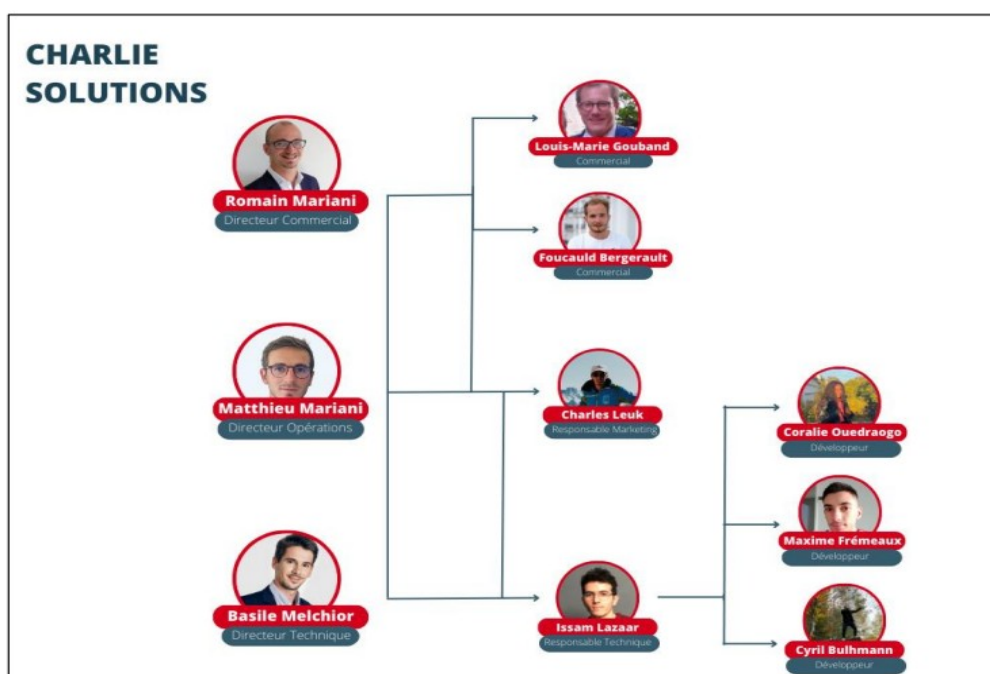 CHARLIE
SOLUTIONS
Romain Mariani
Directeur Commercial
Matthieu Mariani
Directeur Opérations
Basile Melchior
Directeur Technique
Louis-Marie Gouband
Commercial
Foucauld Bergerault
Commercial
Charles Leuk
Responsable Marketing
Issam Lazaar
Responsable Technique
Coralie Ouedraogo
Développeur
Maxime Frémeaux
Développeur
Cyril Bulhmann
Développeur